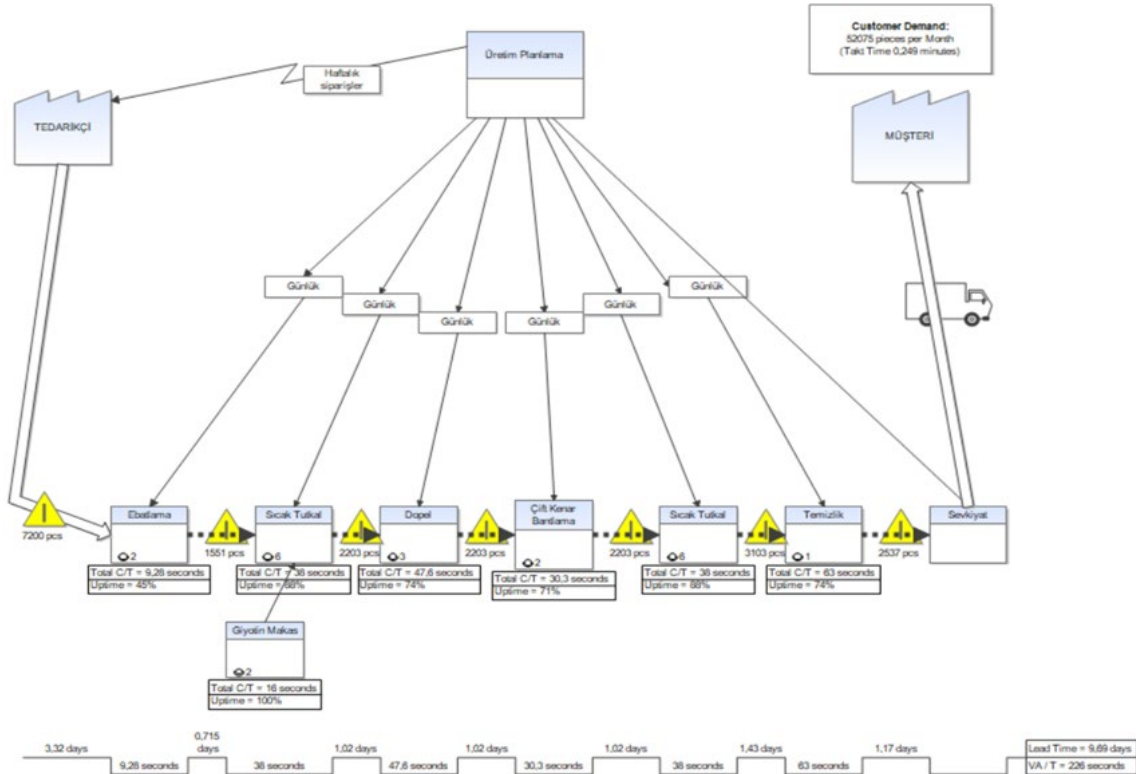 Customer Demand:
52075 pieces per Month
(Takt Time 0,249 minutes)
Üretim Planlama
Haftalık
siparişler
TEDARİKÇİ
MÜŞTERİ
Günlük
Günlük
Günlük
Günlük
Günlük
Günlük
7200 pcs
Ebatlama
2
Total C/T = 9,28 seconds
Uptime = 45%
1551 pcs
Sıcak Tutkal
6
Total C/T = 38 seconds
Uptime = 88%
2203 pcs
Dopel
3
Total C/T = 47,6 seconds
Uptime = 74%
2203 pcs
Çift Kenar
Bantlama
2
Total C/T = 30,3 seconds
Uptime = 71%
2203 pcs
Sıcak Tutkal
6
Total C/T = 38 seconds
Uptime = 88%
3103 pcs
Temizlik
1
Total C/T = 63 seconds
Uptime = 74%
2537 pcs
Sevkiyat
Giyotin Makas
2
Total C/T = 16 seconds
Uptime = 100%
3,32 days
0,715
days
1,02 days
1,02 days
1,02 days
1,43 days
1,17 days
Lead Time = 9,69 days
9,28 seconds
38 seconds
47,6 seconds
30,3 seconds
38 seconds
63 seconds
VA / T = 226 seconds